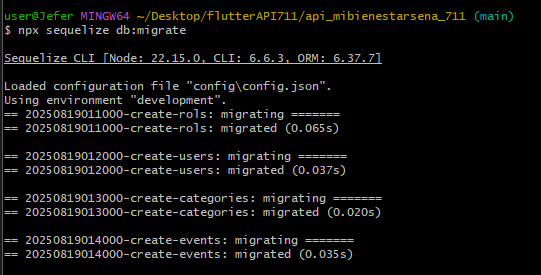 user@Jefer MINGW64 ~/Desktop/flutterAPI711/api_mibienestarsena_711 (main)
$ npx sequelize db:migrate
Sequelize CLI [Node: 22.15.0, CLI: 6.6.3, ORM: 6.37.7]
Loaded configuration file "config\config.json".
Using environment "development".
== 20250819011000-create-rols: migrating =======
== 20250819011000-create-rols: migrated (0.065s)
== 20250819012000-create-users: migrating =======
== 20250819012000-create-users: migrated (0.037s)
== 20250819013000-create-categories: migrating =======
== 20250819013000-create-categories: migrated (0.020s)
== 20250819014000-create-events: migrating =======
== 20250819014000-create-events: migrated (0.035s)